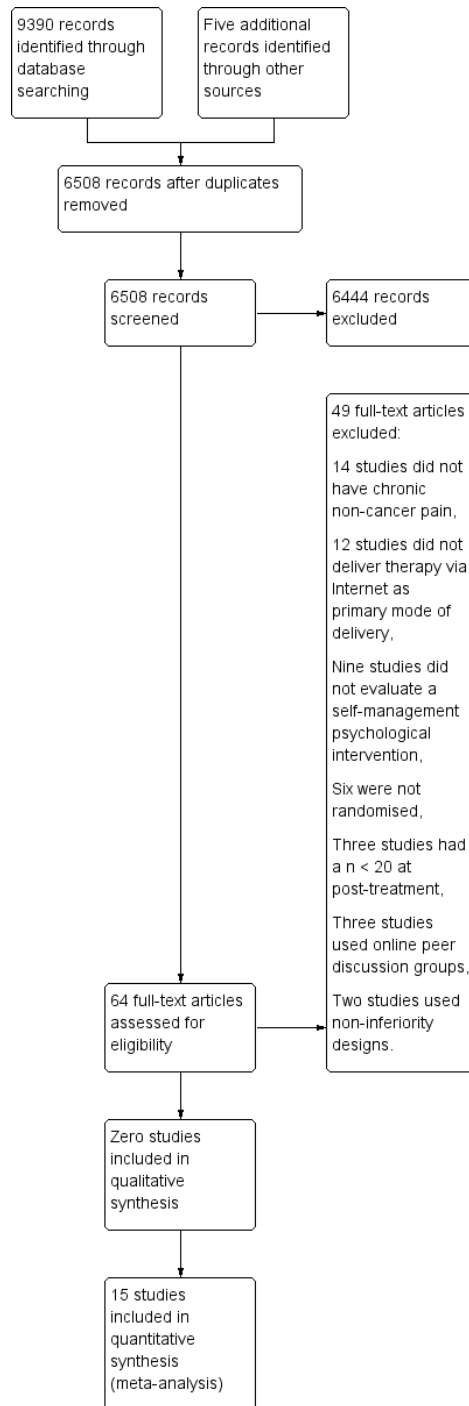 9390 records
identified through
database
searching
Five additional
records identified
through other
sources
6508 records after duplicates
removed
6508 records
screened
6444 records
excluded
49 full-text articles
excluded:
14 studies did not
have chronic
non-cancer pain,
12 studies did not
deliver therapy via
Internet as
primary mode of
delivery,
Nine studies did
not evaluate a
self-management
psychological
intervention,
Six were not
randomised,
Three studies had
a n < 20 at
post-treatment,
Three studies
used online peer
discussion groups,
Two studies used
non-inferiority
designs.
64 full-text articles
assessed for
eligibility
Zero studies
included in
qualitative
synthesis
15 studies
included in
quantitative
synthesis
(meta-analysis)